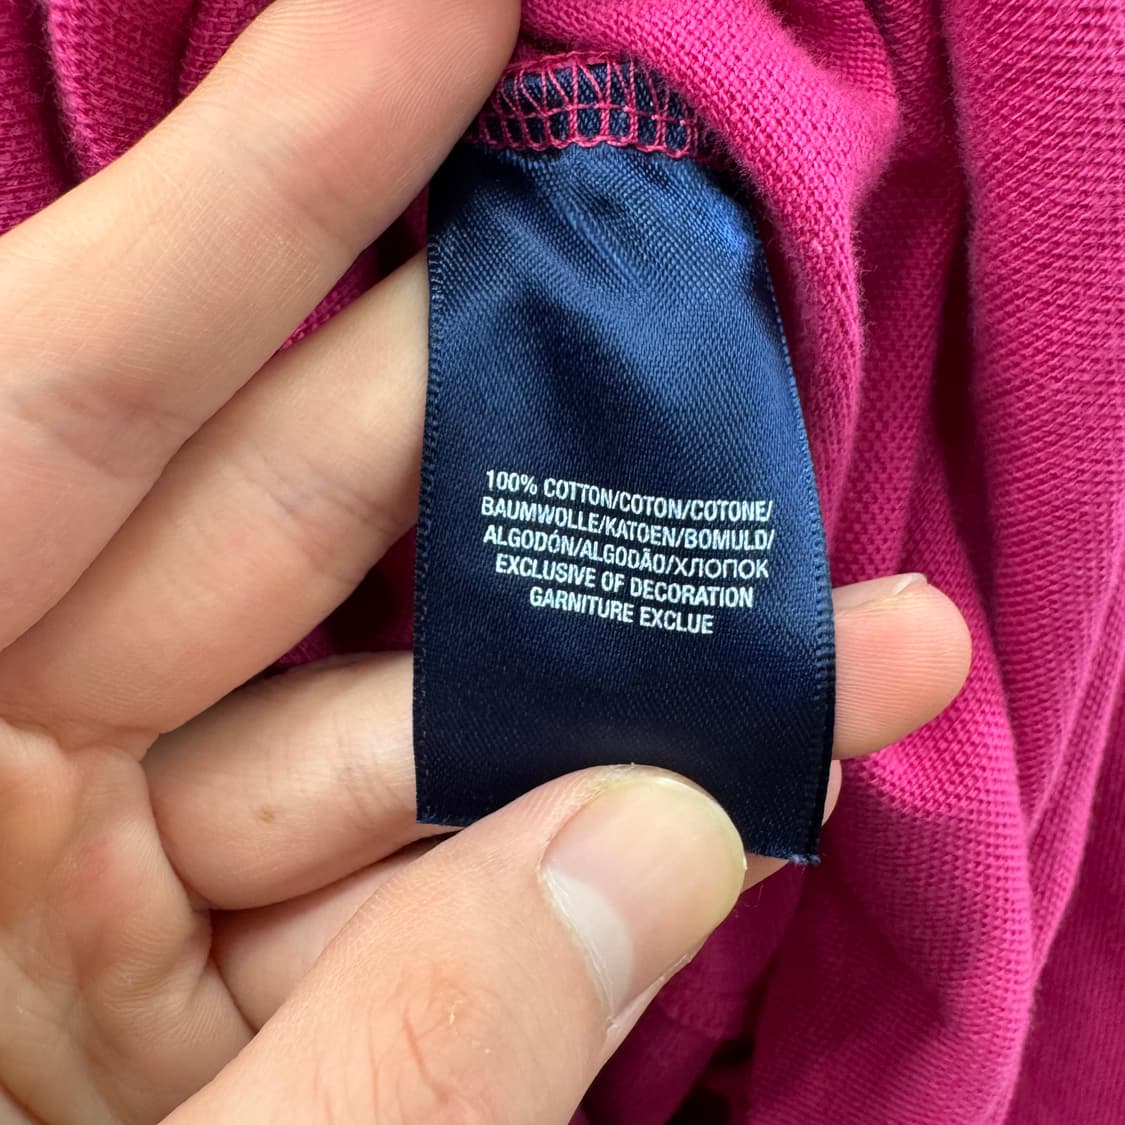 100% COTTON/COTON/COTONE/
BAUMWOLLE/KATOEN/BOMULD/
ALGODÓN/ALGODÃO/ХЛОПОК
EXCLUSIVE OF DECORATION
GARNITURE EXCLUE